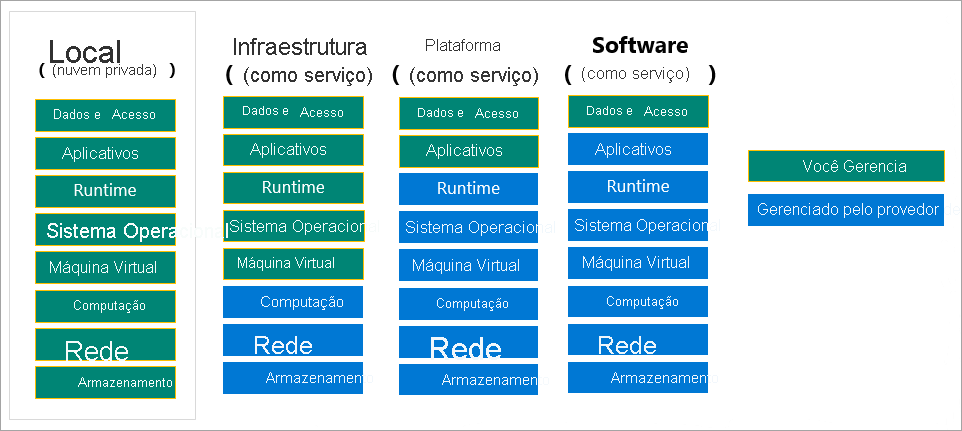 Local
( (nuvem privada) )
Dados e Acesso
Aplicativos
Runtime
Sistema Operacional
Máquina Virtual
Computação
Rede
Armazenamento
Infraestrutura
( (como serviço)
Dados e Acesso
Aplicativos
Runtime
Sistema Operacional
Máquina Virtual
Computação
Rede
Armazenamento
Plataforma
( (como serviço)
Dados e Acesso
Aplicativos
Runtime
Sistema Operacional
Máquina Virtual
Computação
Rede
Armazenamento
Software
( (como serviço) )
Dados e Acesso
Aplicativos
Runtime
Sistema Operacional
Máquina Virtual
Computação
Rede
Armazenamento
Você Gerencia
Gerenciado pelo provedor